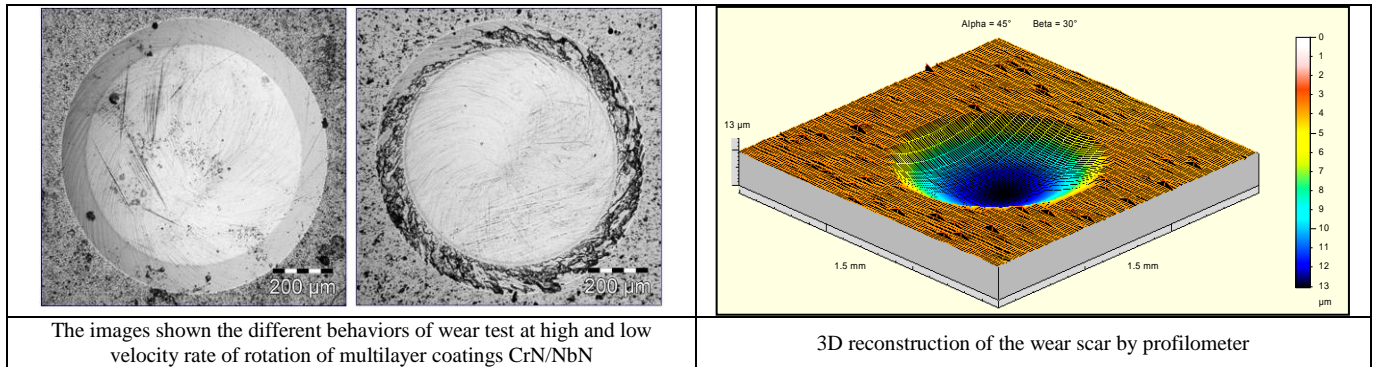 200 µm
200 µm
The images shown the different behaviors of wear test at high and low
velocity rate of rotation of multilayer coatings CrN/NbN
Alpha = 45°    Beta = 30°
13 µm
1.5 mm
1.5 mm
0
1
2
3
4
5
6
7
8
9
10
11
12
13
µm
3D reconstruction of the wear scar by profilometer